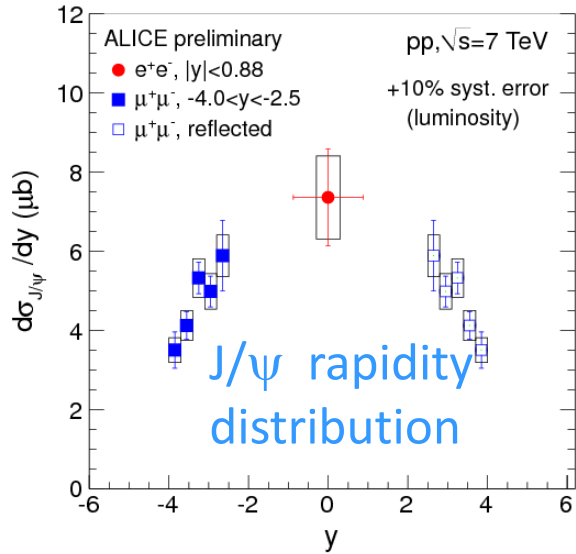 ALICE preliminary
e⁺e⁻, |y|<0.88
μ⁺μ⁻, -4.0<y<-2.5
μ⁺μ⁻, reflected
pp,√s=7 TeV
+10% syst. error
(luminosity)
dσ_J/ψ /dy (μb)
12
10
8
6
4
2
0
J/ψ rapidity
distribution
-6 -4 -2 0 2 4 6
y